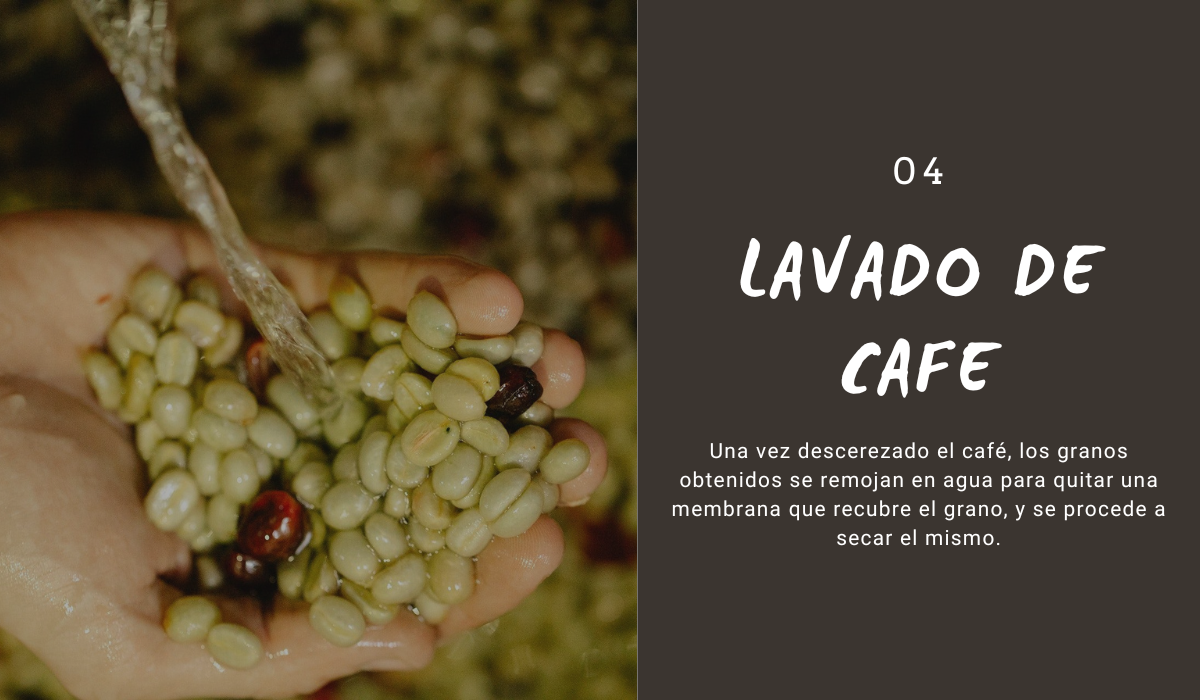 04
LAVADO DE
CAFE
Una vez descerezado el café, los granos
obtenidos se remojan en agua para quitar una
membrana que recubre el grano, y se procede a
secar el mismo.